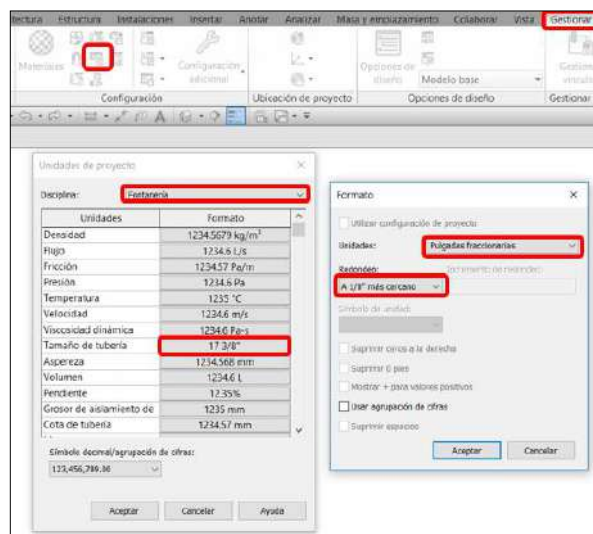 tectura Estructura Instalaciones Insertar Anotar Analizar Masa y emplazamiento Colaborar Vista Gestionar
Materiales Configuración adicional Opciones de diseño Modelo base Gestionar
Configuración Ubicación de proyecto Opciones de diseño Gestionar
Unidades de proyecto
Disciplina: Fontanería
Unidades Formato
Densidad 1234.5679 kg/m³
Flujo 1234.6 L/s
Fricción 1234.57 Pa/m
Presión 1234.6 Pa
Temperatura 1235 °C
Velocidad 1234.6 m/s
Viscosidad dinámica 1234.6 Pa-s
Tamaño de tubería 17 3/8"
Aspereza 1234.568 mm
Volumen 1234.6 L
Pendiente 12.35%
Grosor de aislamiento de 1235 mm
Cota de tubería 1234.57 mm
Símbolo decimal/agrupación de cifras:
123,456,789.00
Aceptar Cancelar Ayuda
Formato
Utilizar configuración de proyecto
Unidades: Pulgadas fraccionarias
Redondeo: Incremento de redondeo:
A 1/8" más cercano
Símbolo de unidad:
Suprimir ceros a la derecha
Suprimir 0 pies
Mostrar + para valores positivos
Usar agrupación de cifras
Suprimir espacios
Aceptar Cancelar